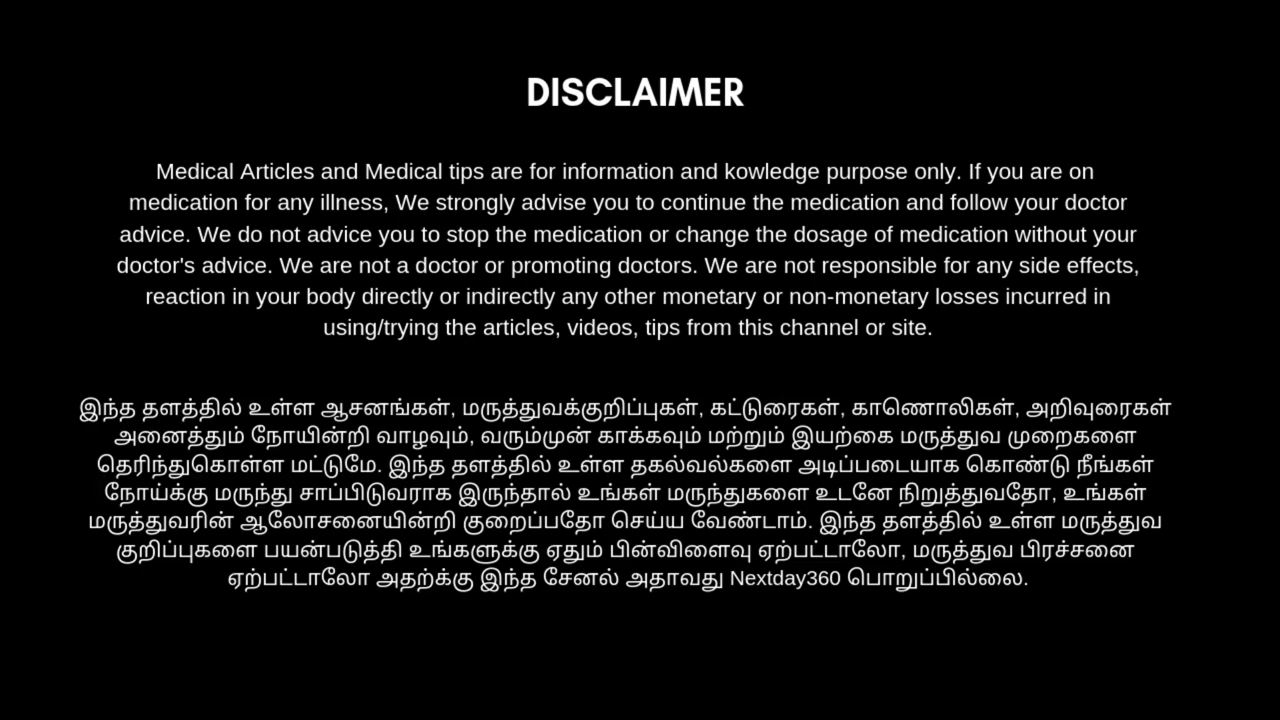 DISCLAIMER
Medical Articles and Medical tips are for information and kowledge purpose only. If you are on
medication for any illness, We strongly advise you to continue the medication and follow your doctor
advice. We do not advice you to stop the medication or change the dosage of medication without your
doctor's advice. We are not a doctor or promoting doctors. We are not responsible for any side effects,
reaction in your body directly or indirectly any other monetary or non-monetary losses incurred in
using/trying the articles, videos, tips from this channel or site.
இந்த தளத்தில் உள்ள ஆசனங்கள், மருத்துவக்குறிப்புகள், கட்டுரைகள், காணொலிகள், அறிவுரைகள்
அனைத்தும் நோயின்றி வாழவும், வரும்முன் காக்கவும் மற்றும் இயற்கை மருத்துவ முறைகளை
தெரிந்துகொள்ள மட்டுமே. இந்த தளத்தில் உள்ள தகல்வல்களை அடிப்படையாக கொண்டு நீங்கள்
நோய்க்கு மருந்து சாப்பிடுவராக இருந்தால் உங்கள் மருந்துகளை உடனே நிறுத்துவதோ, உங்கள்
மருத்துவரின் ஆலோசனையின்றி குறைப்பதோ செய்ய வேண்டாம். இந்த தளத்தில் உள்ள மருத்துவ
குறிப்புகளை பயன்படுத்தி உங்களுக்கு ஏதும் பின்விளைவு ஏற்பட்டாலோ, மருத்துவ பிரச்சனை
ஏற்பட்டாலோ அதற்க்கு இந்த சேனல் அதாவது Nextday360 பொறுப்பில்லை.